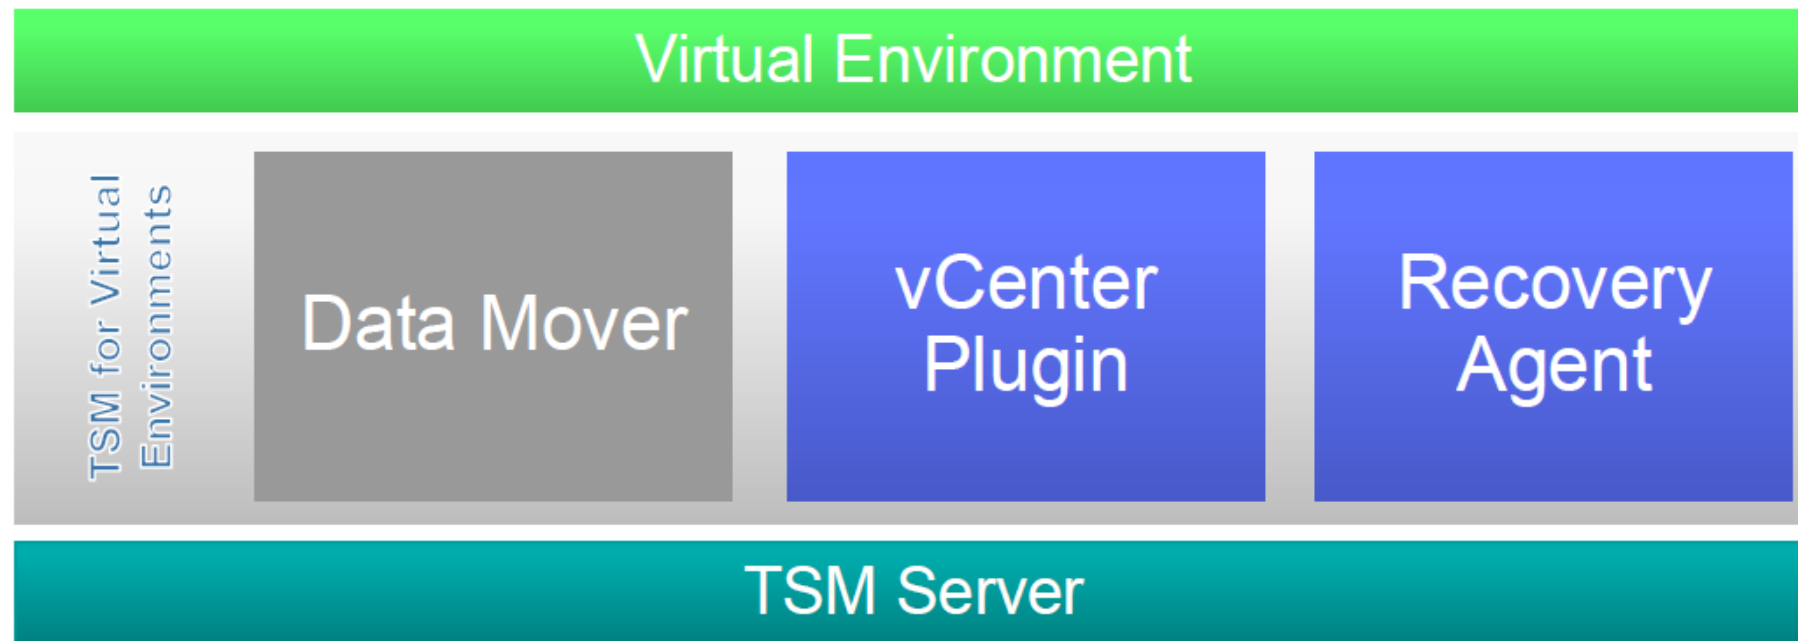 Virtual Environment
TSM for Virtual
Environments
Data Mover
vCenter
Plugin
Recovery
Agent
TSM Server